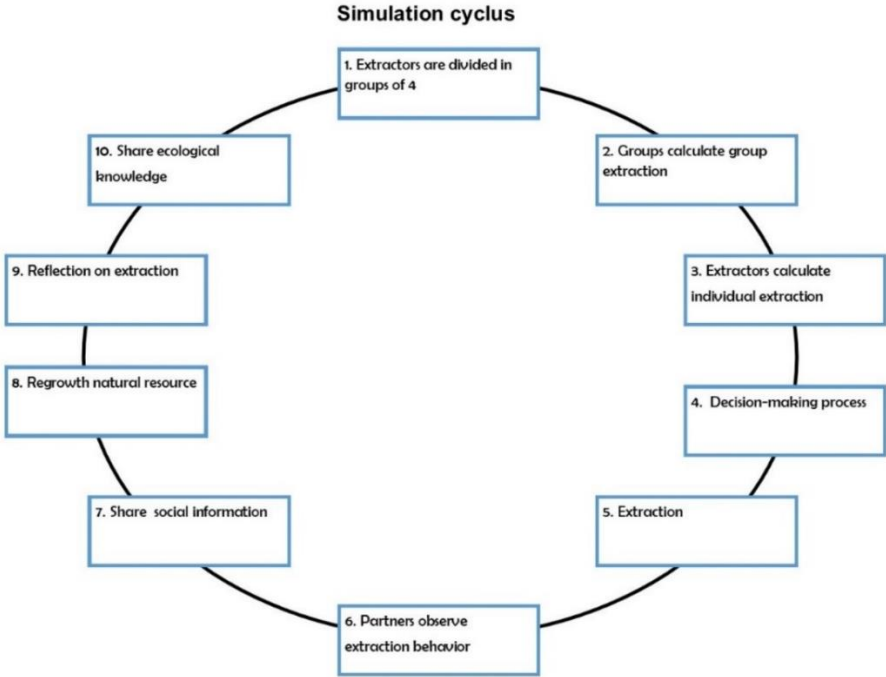 Simulation cyclus
1. Extractors are divided in
groups of 4
2. Groups calculate group
extraction
3. Extractors calculate
individual extraction
4. Decision-making process
5. Extraction
6. Partners observe
extraction behavior
7. Share social information
8. Regrowth natural resource
9. Reflection on extraction
10. Share ecological
knowledge